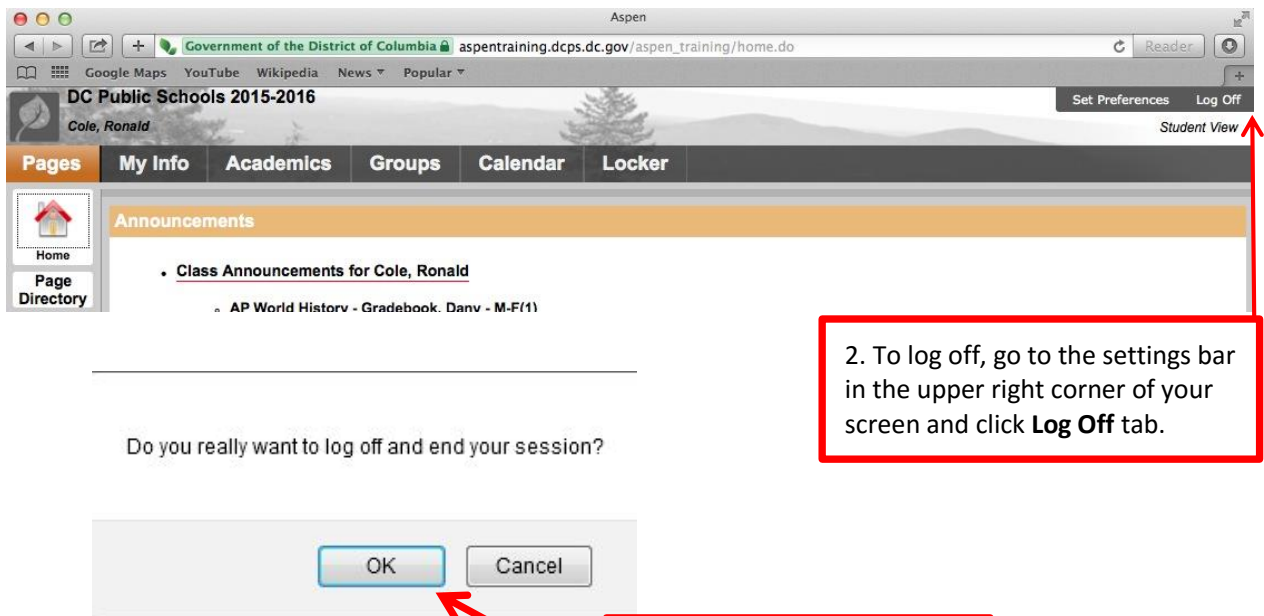 Aspen
Government of the District of Columbia aspentraining.dcps.dc.gov/aspen_training/home.do Reader
Google Maps YouTube Wikipedia News Popular
DC Public Schools 2015-2016 Set Preferences Log Off
Cole, Ronald Student View
Pages My Info Academics Groups Calendar Locker
Announcements
Home
Page
Directory
• Class Announcements for Cole, Ronald
AP World History - Gradebook, Dany - M-F(1)
2. To log off, go to the settings bar
in the upper right corner of your
screen and click Log Off tab.
Do you really want to log off and end your session?
OK Cancel